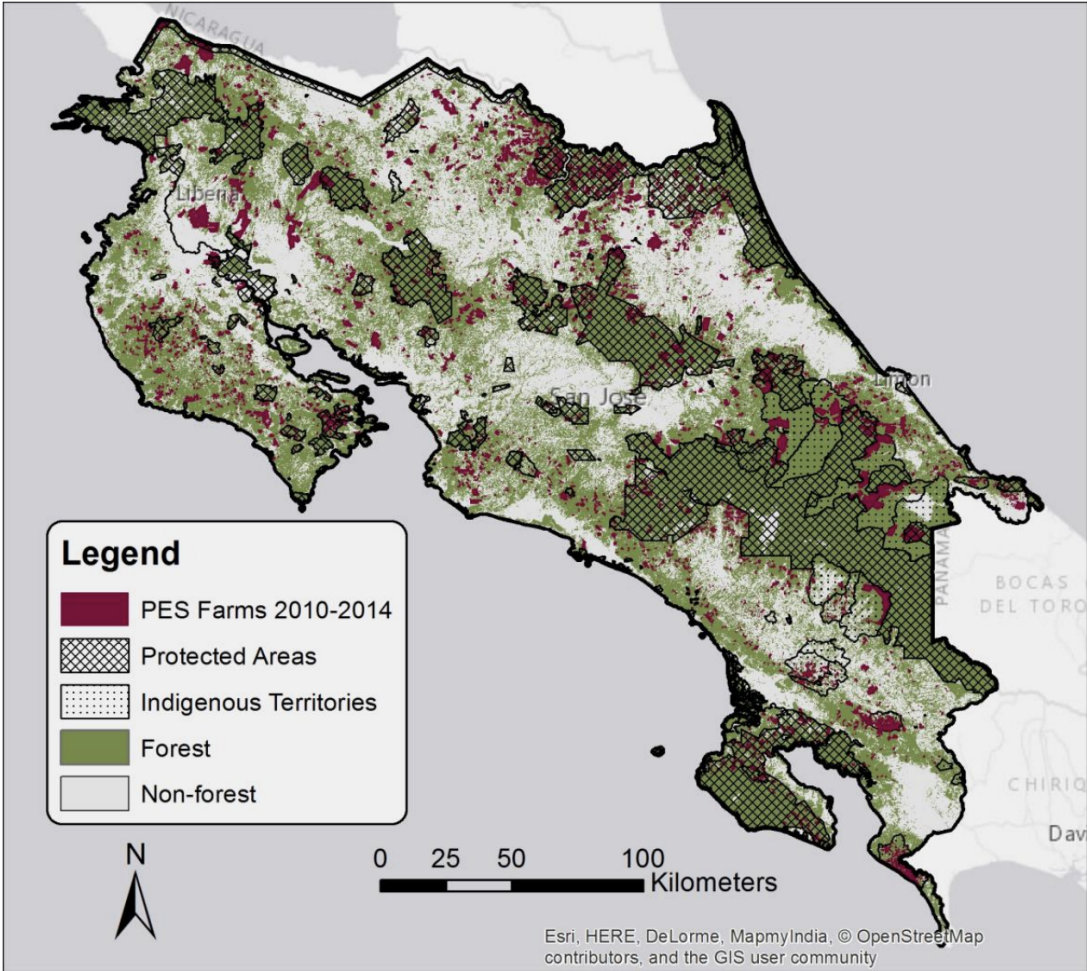 NICARAGUA
Liberia
San Jose
Limon
PANAMA
BOCAS
DEL TORO
CHIRIQ
Davi
Legend
PES Farms 2010-2014
Protected Areas
Indigenous Territories
Forest
Non-forest
N
0 25 50 100
Kilometers
Esri, HERE, DeLorme, MapmyIndia, © OpenStreetMap
contributors, and the GIS user community